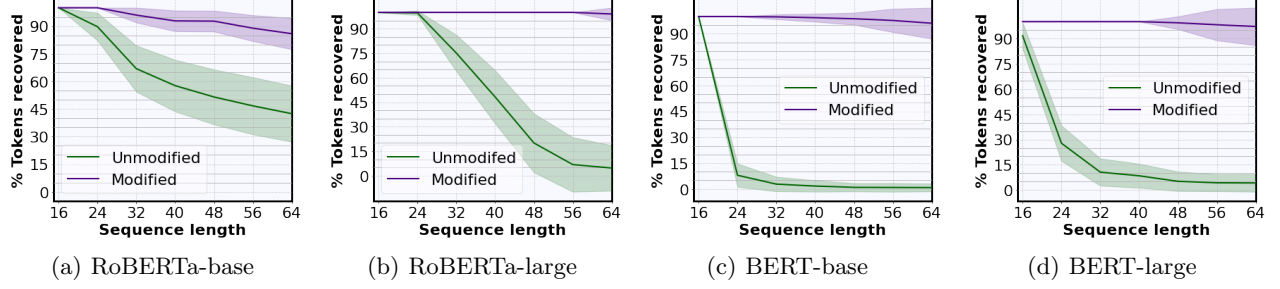 % Tokens recovered
90
75
60
45
30
15
0
Unmodifed
Modified
16 24 32 40 48 56 64
Sequence length
(a) RoBERTa-base
% Tokens recovered
90
75
60
45
30
15
0
Unmodifed
Modified
16 24 32 40 48 56 64
Sequence length
(b) RoBERTa-large
% Tokens recovered
90
75
60
45
30
15
0
Unmodified
Modified
16 24 32 40 48 56 64
Sequence length
(c) BERT-base
% Tokens recovered
90
75
60
45
30
15
0
Unmodified
Modified
16 24 32 40 48 56 64
Sequence length
(d) BERT-large